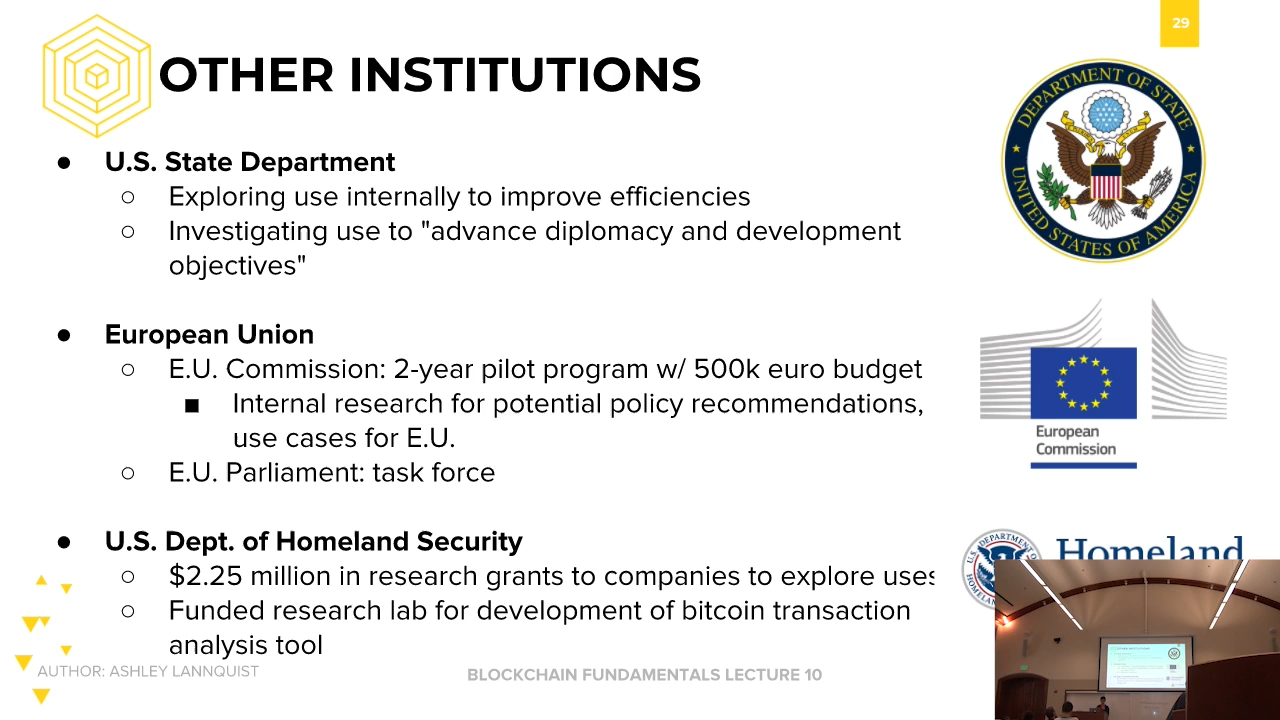 29
OTHER INSTITUTIONS
● U.S. State Department
○ Exploring use internally to improve efficiencies
○ Investigating use to "advance diplomacy and development
objectives"
● European Union
○ E.U. Commission: 2-year pilot program w/ 500k euro budget
■ Internal research for potential policy recommendations,
use cases for E.U.
○ E.U. Parliament: task force
● U.S. Dept. of Homeland Security
○ $2.25 million in research grants to companies to explore uses
○ Funded research lab for development of bitcoin transaction
analysis tool
DEPARTMENT OF STATE
UNITED STATES OF AMERICA
European
Commission
Homeland
AUTHOR: ASHLEY LANNQUIST
BLOCKCHAIN FUNDAMENTALS LECTURE 10